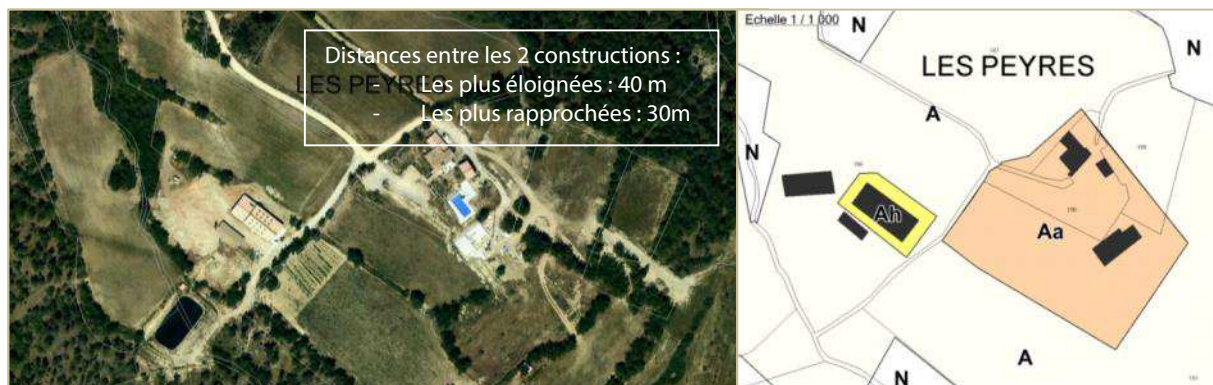 Distances entre les 2 constructions :
LES PEYRES
- Les plus éloignées : 40 m
- Les plus rapprochées : 30m
Echelle 1 / 1 000
N
LES PEYRES
N
A
N
Ah
Aa
190
A
N